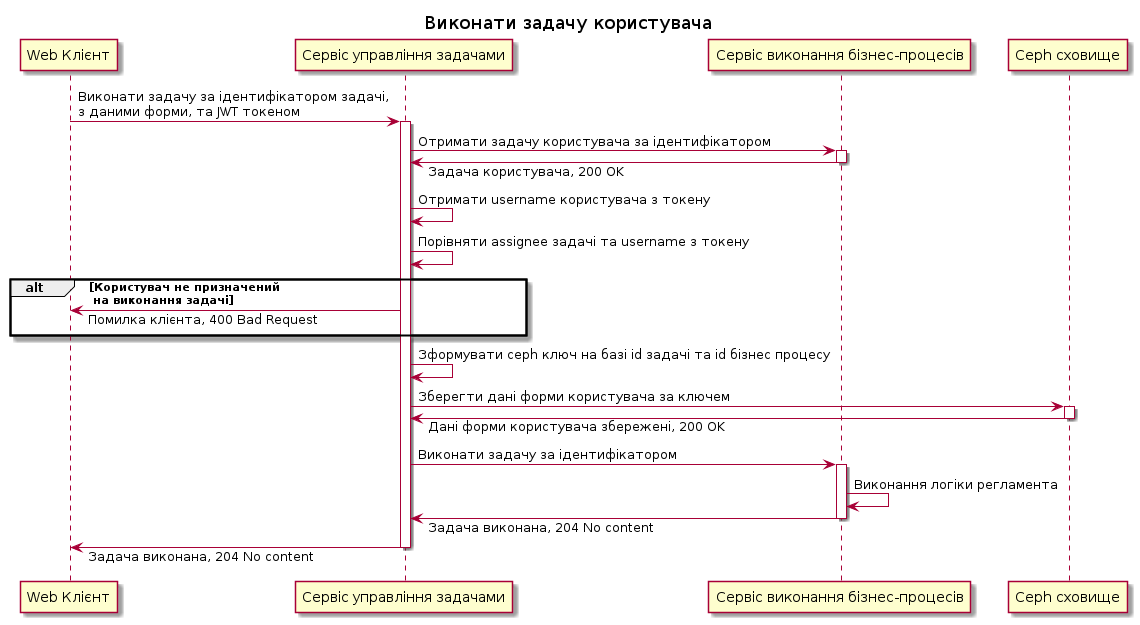 Виконати задачу користувача
Web Клієнт
Сервіс управління задачами
Сервіс виконання бізнес-процесів
Ceph сховище
Виконати задачу за ідентифікатором задачі,
з даними форми, та JWT токеном
Отримати задачу користувача за ідентифікатором
Задача користувача, 200 OK
Отримати username користувача з токену
Порівняти assignee задачі та username з токену
alt
[Користувач не призначений
на виконання задачі]
Помилка клієнта, 400 Bad Request
Зформувати ceph ключ на базі id задачі та id бізнес процесу
Зберегти дані форми користувача за ключем
Дані форми користувача збережені, 200 OK
Виконати задачу за ідентифікатором
Виконання логіки регламента
Задача виконана, 204 No content
Задача виконана, 204 No content
Web Клієнт
Сервіс управління задачами
Сервіс виконання бізнес-процесів
Ceph сховище